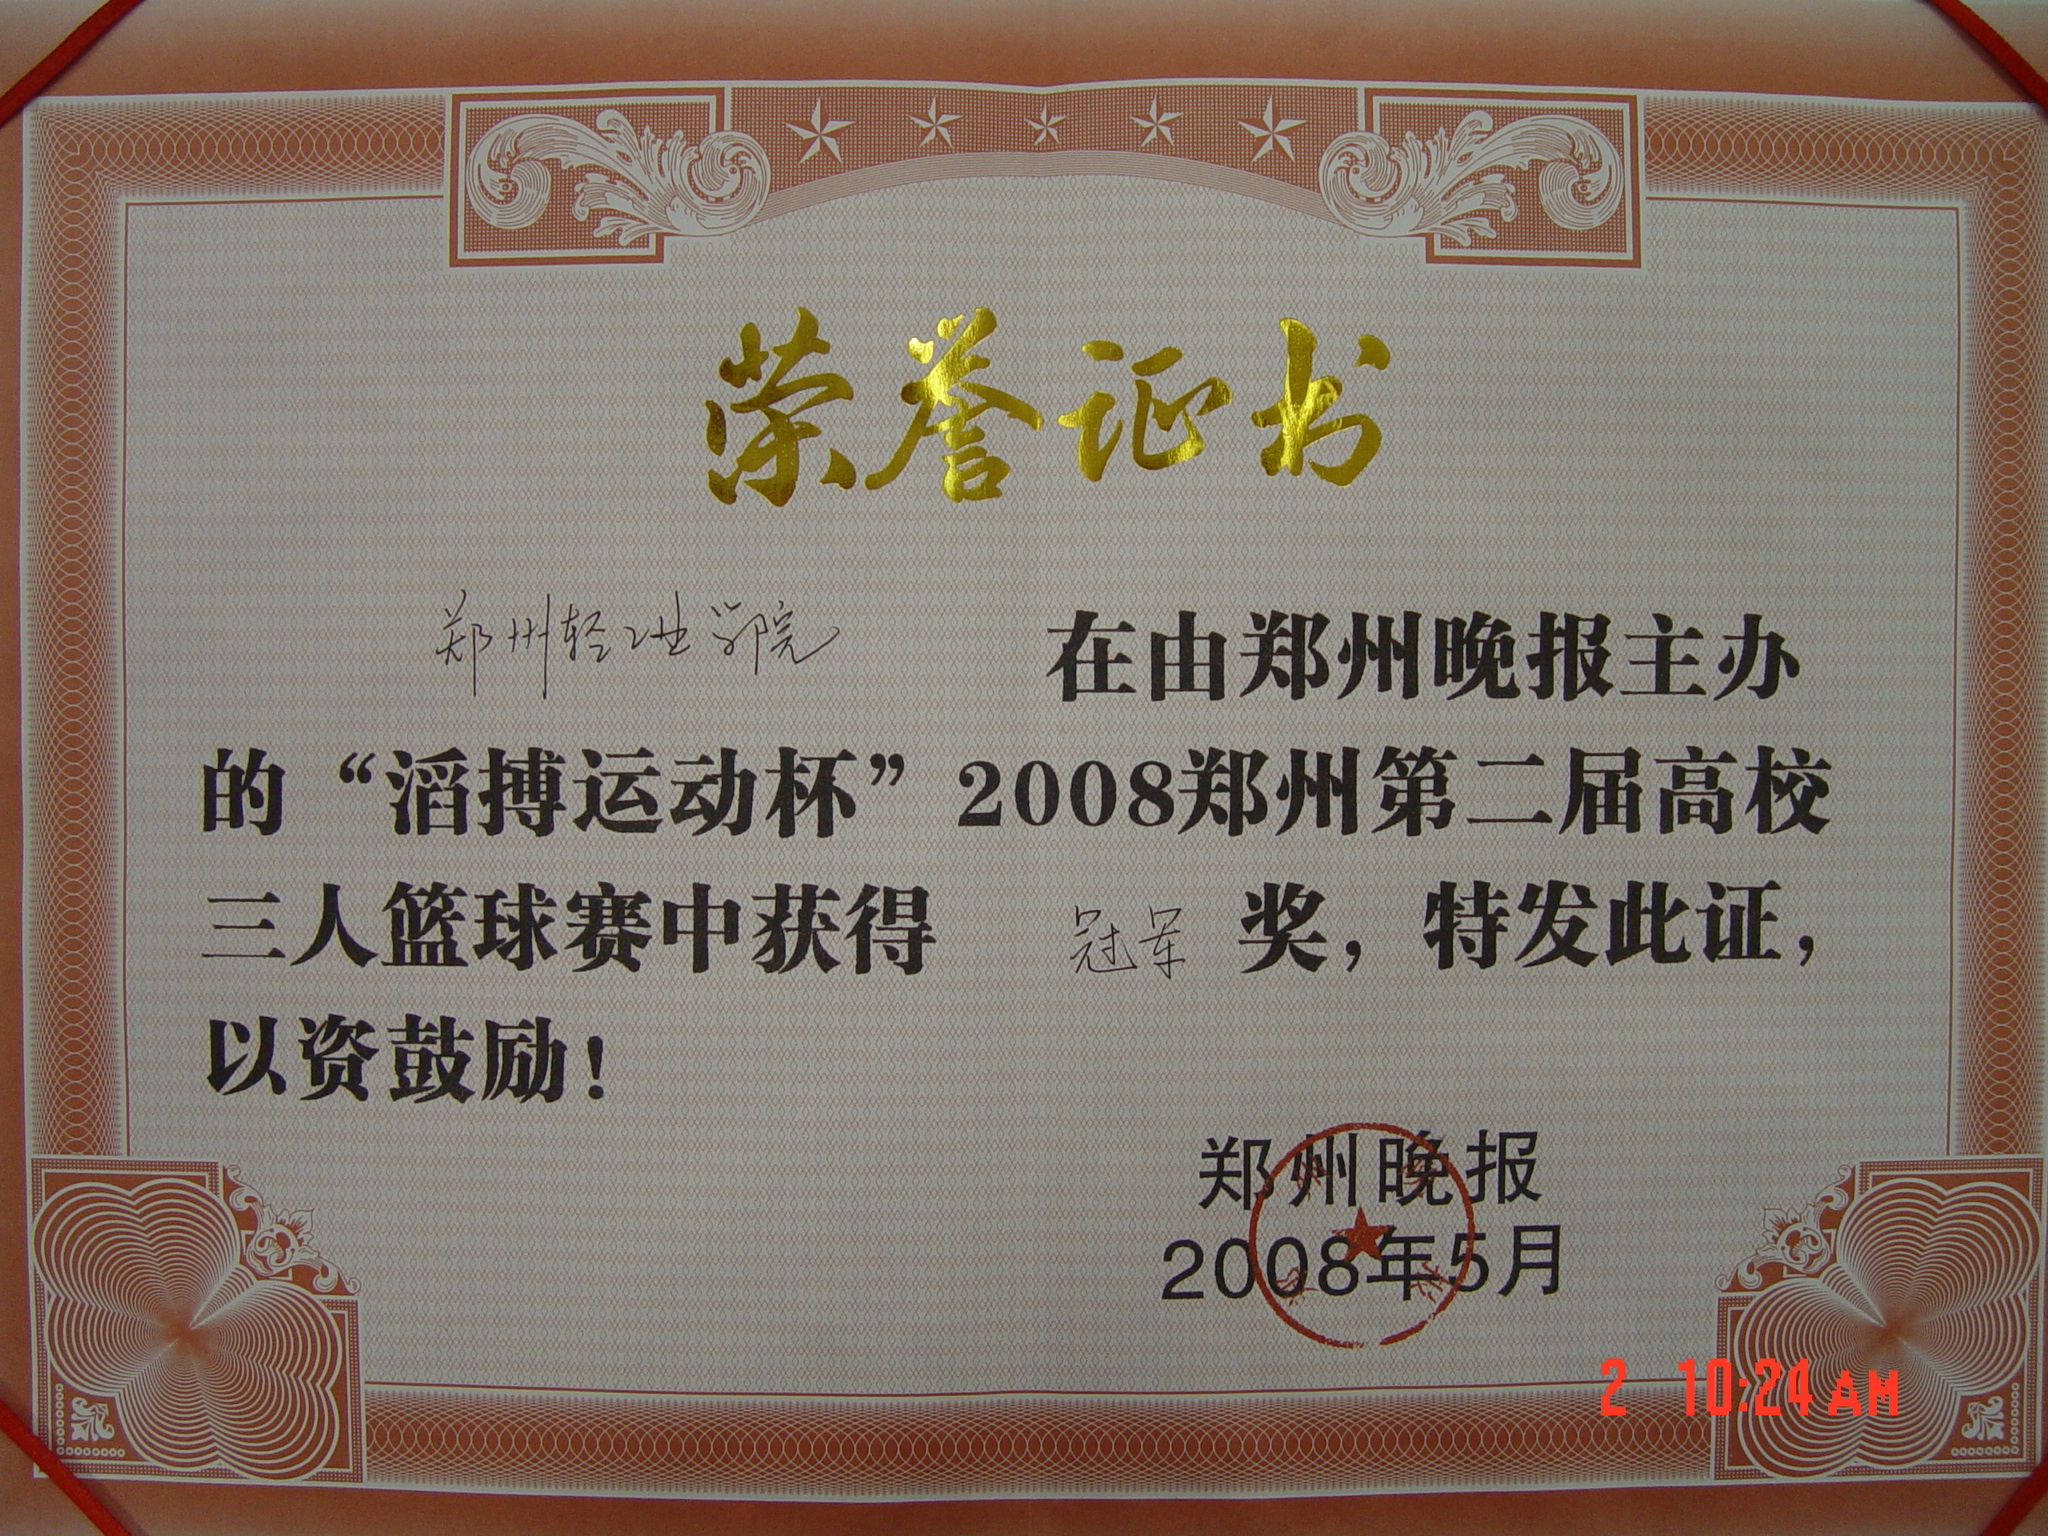 荣誉证书
郑州轻工业学院 在由郑州晚报主办
的“滔搏运动杯”2008郑州第二届高校
三人篮球赛中获得 冠军 奖，特发此证，
以资鼓励！
郑州晚报
2008年5月
2 10:24 AM